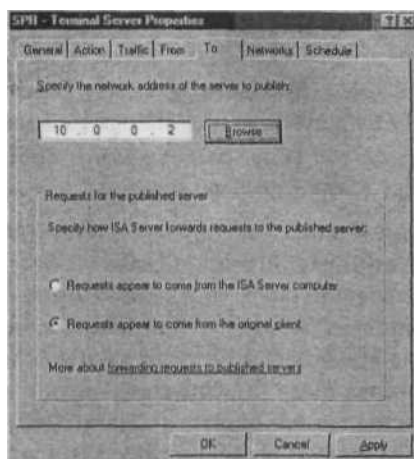 SPR - Terminal Server Properties
General Action Traffic From To Networks Schedule
Specify the network address of the server to publish:
10 . 0 . 0 . 2 Browse
Requests for the published server
Specify how ISA Server forwards requests to the published server:
Requests appear to come from the ISA Server computer
Requests appear to come from the original client
More about forwarding requests to published servers
OK Cancel Apply